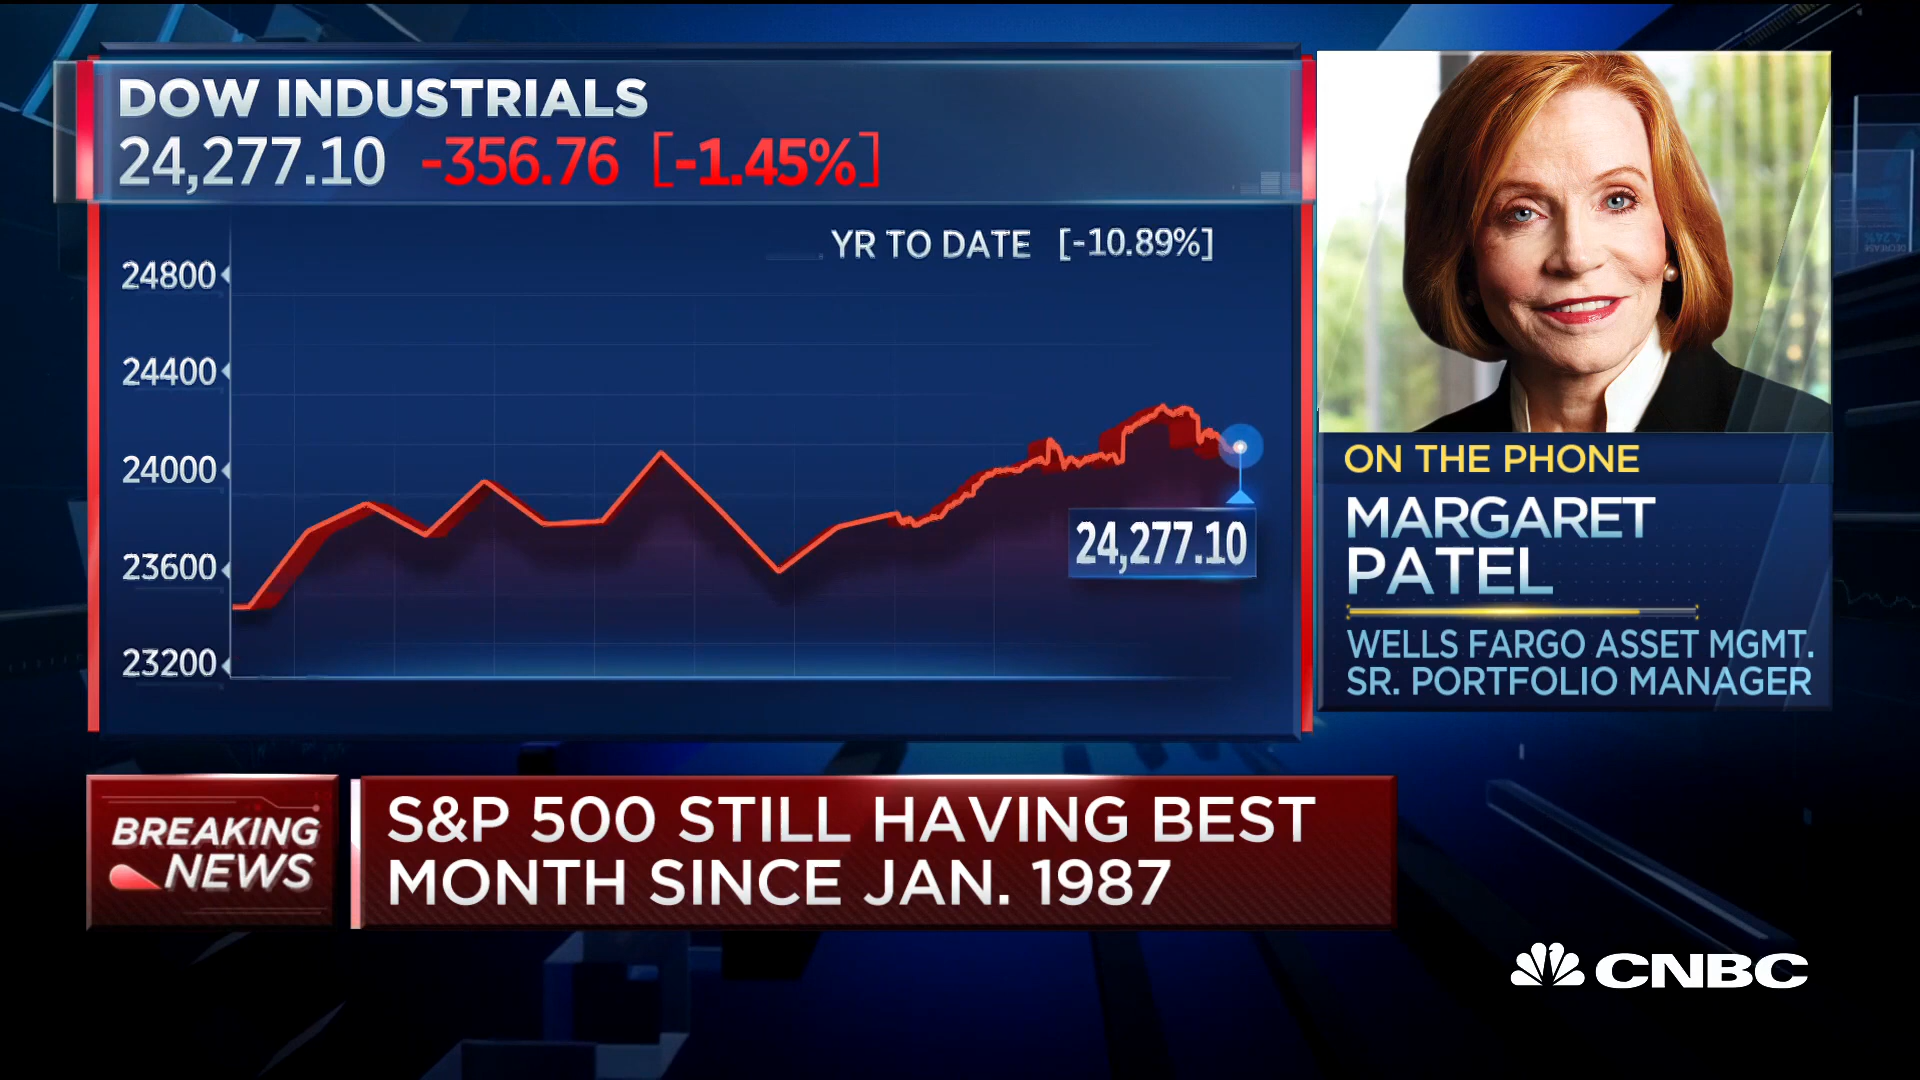 DOW INDUSTRIALS
24,277.10 -356.76 [-1.45%]
YR TO DATE [-10.89%]
24800
24400
24000
23600
23200
24,277.10
ON THE PHONE
MARGARET
PATEL
WELLS FARGO ASSET MGMT.
SR. PORTFOLIO MANAGER
BREAKING
NEWS
S&P 500 STILL HAVING BEST
MONTH SINCE JAN. 1987
CNBC